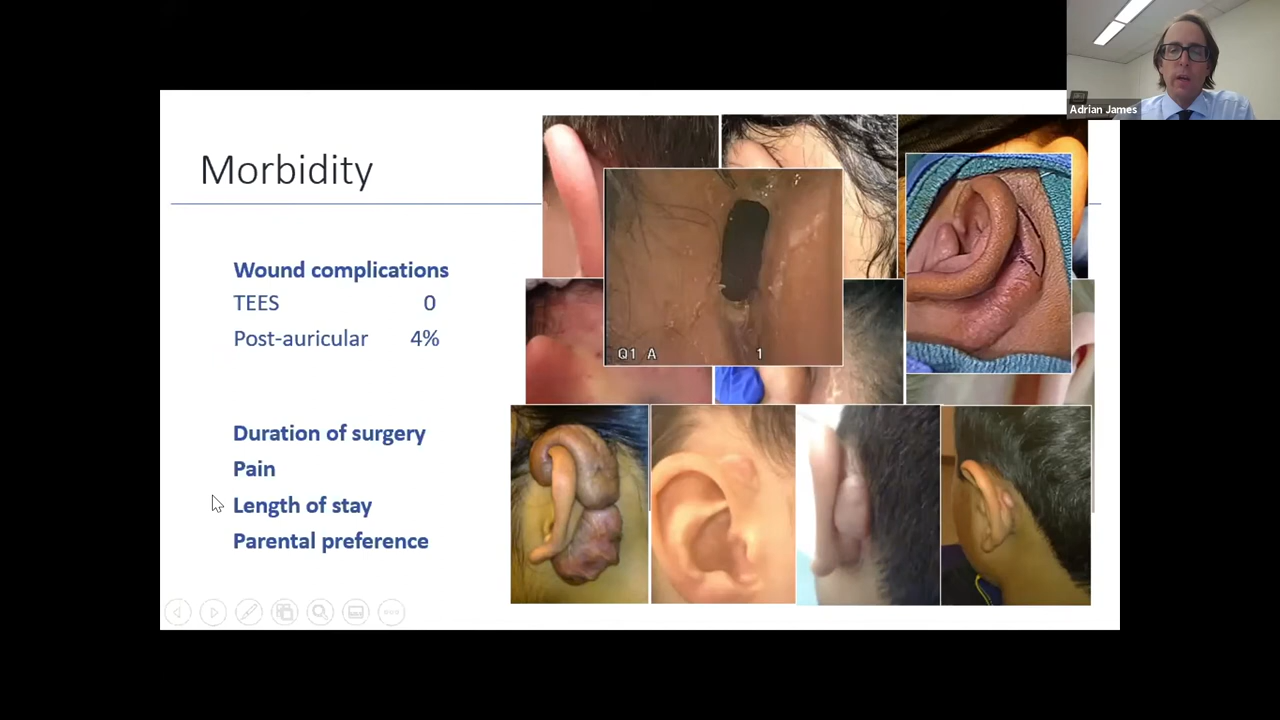 Adrian James
Morbidity
Wound complications
TEES 0
Post-auricular 4%
Q1 A 1
Duration of surgery
Pain
Length of stay
Parental preference